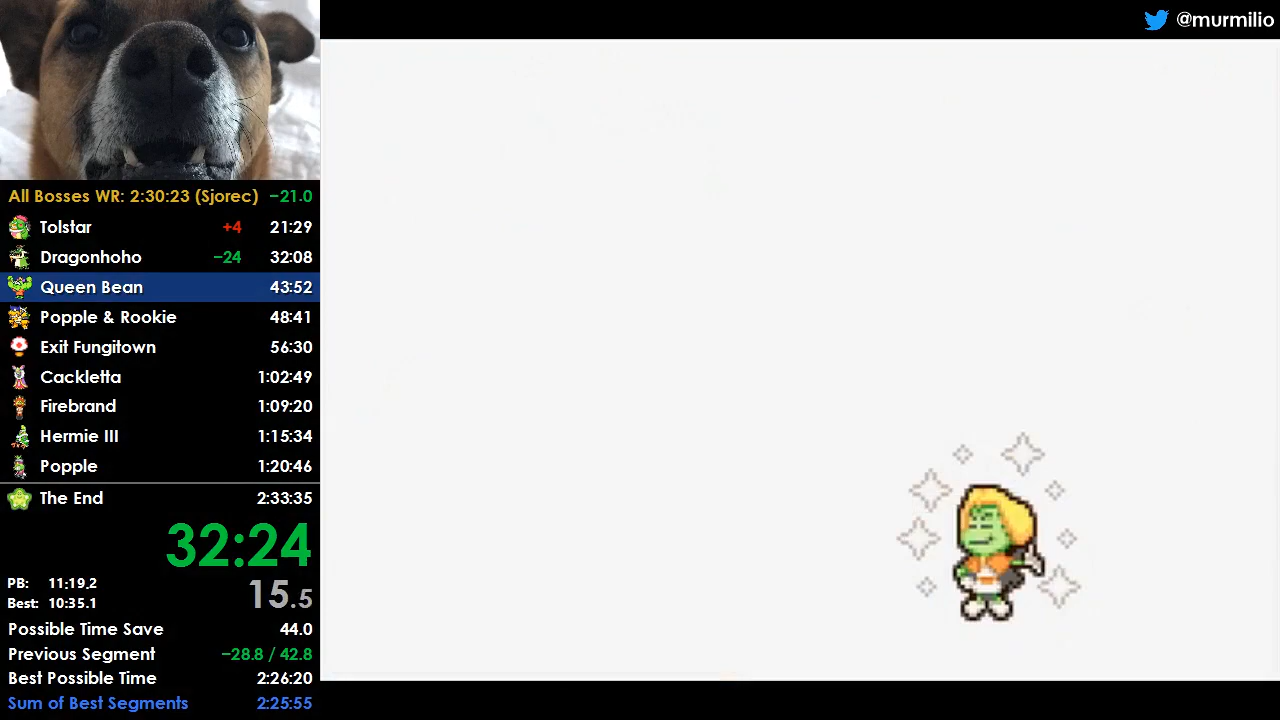 @murmilio
All Bosses WR: 2:30:23 (Sjorec) −21.0
Tolstar +4 21:29
Dragonhoho −24 32:08
Queen Bean 43:52
Popple & Rookie 48:41
Exit Fungitown 56:30
Cackletta 1:02:49
Firebrand 1:09:20
Hermie III 1:15:34
Popple 1:20:46
The End 2:33:35
32:24
PB: 11:19.2
15.5
Best: 10:35.1
Possible Time Save 44.0
Previous Segment −28.8 / 42.8
Best Possible Time 2:26:20
Sum of Best Segments 2:25:55